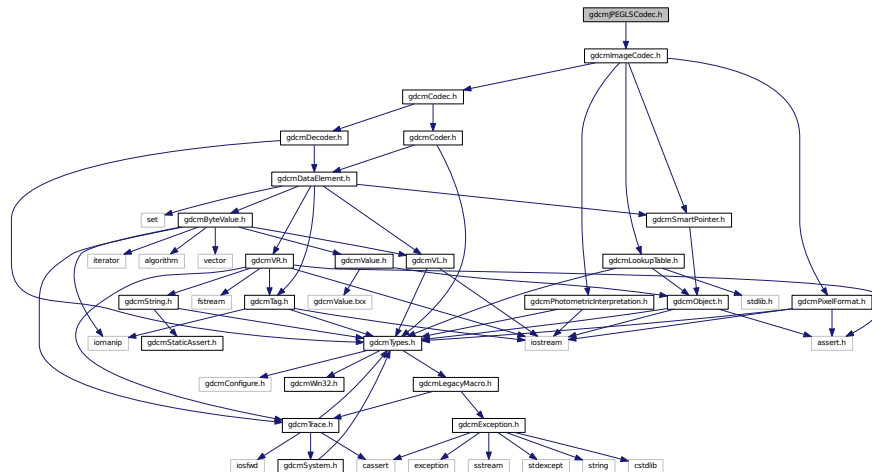 gdcmJPEGLSCodec.h
gdcmImageCodec.h
gdcmCodec.h
gdcmDecoder.h
gdcmCoder.h
gdcmDataElement.h
set
gdcmByteValue.h
gdcmSmartPointer.h
iterator
algorithm
vector
gdcmVR.h
gdcmValue.h
gdcmVL.h
gdcmLookupTable.h
gdcmString.h
fstream
gdcmTag.h
gdcmValue.txx
gdcmPhotometricInterpretation.h
gdcmObject.h
stdlib.h
gdcmPixelFormat.h
iomanip
gdcmStaticAssert.h
gdcmTypes.h
iostream
assert.h
gdcmConfigure.h
gdcmWin32.h
gdcmLegacyMacro.h
gdcmTrace.h
gdcmException.h
iosfwd
gdcmSystem.h
cassert
exception
sstream
stdexcept
string
cstdlib